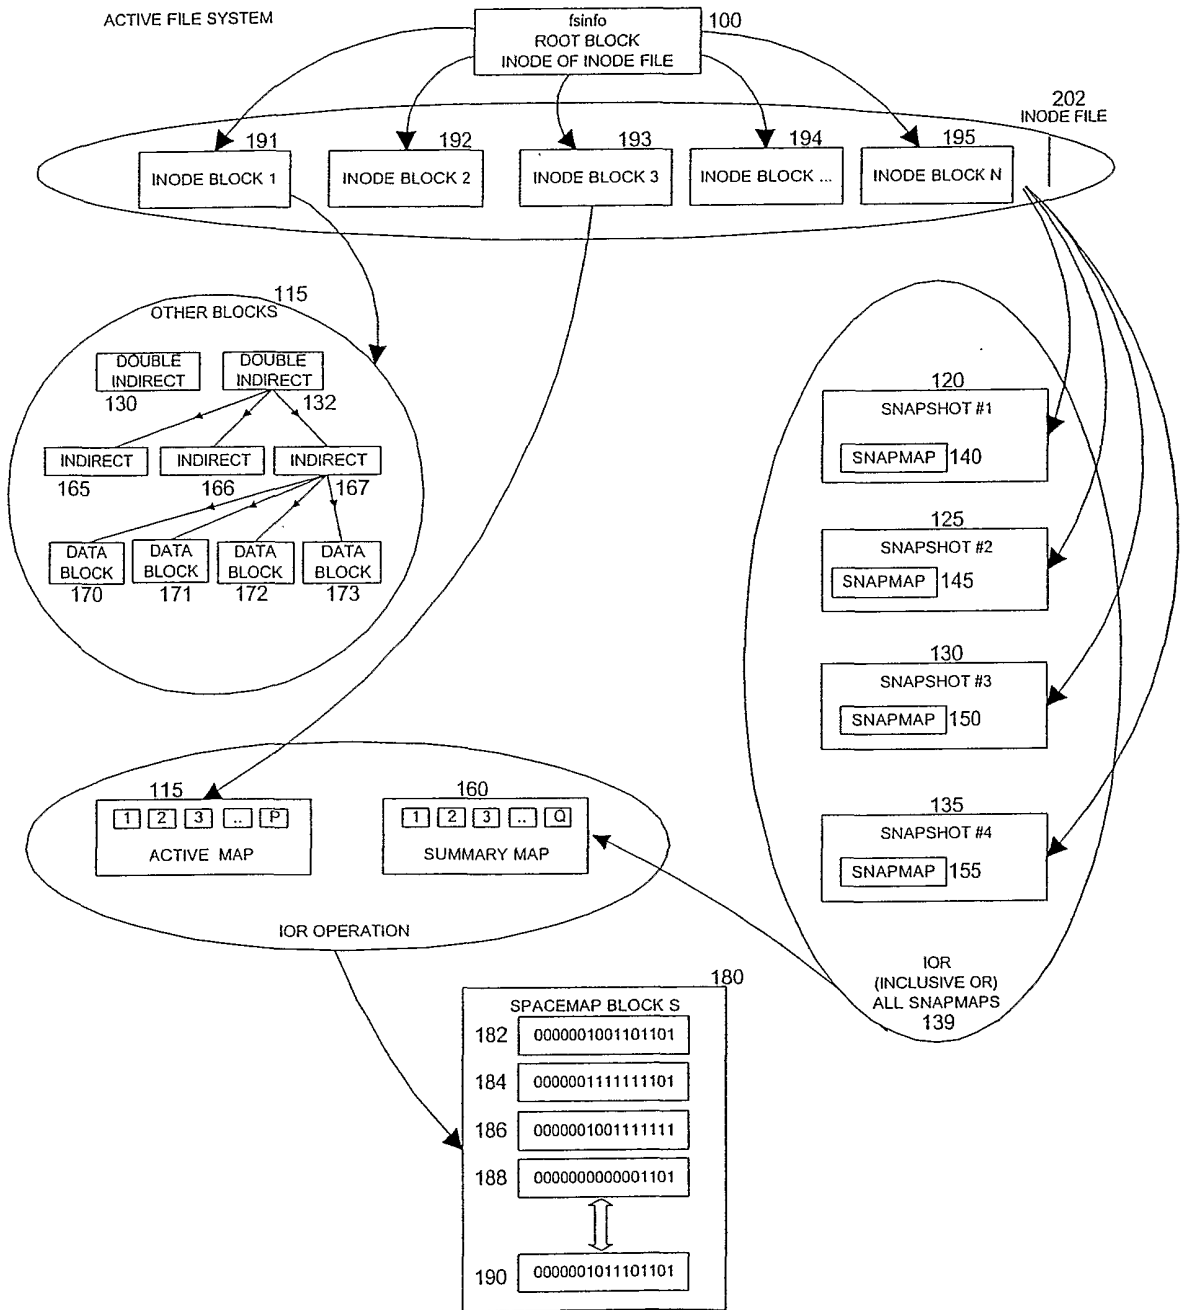 ACTIVE FILE SYSTEM
fsinfo
ROOT BLOCK
INODE OF INODE FILE
100
202
INODE FILE
191
192
193
194
195
INODE BLOCK 1
INODE BLOCK 2
INODE BLOCK 3
INODE BLOCK ...
INODE BLOCK N
115
OTHER BLOCKS
DOUBLE
INDIRECT
DOUBLE
INDIRECT
130
132
INDIRECT
INDIRECT
INDIRECT
165
166
167
DATA
BLOCK
DATA
BLOCK
DATA
BLOCK
DATA
BLOCK
170
171
172
173
120
SNAPSHOT #1
SNAPMAP
140
125
SNAPSHOT #2
SNAPMAP
145
130
SNAPSHOT #3
SNAPMAP
150
135
SNAPSHOT #4
SNAPMAP
155
IOR
(INCLUSIVE OR)
ALL SNAPMAPS
139
115
1 2 3 .. P
ACTIVE MAP
160
1 2 3 .. Q
SUMMARY MAP
IOR OPERATION
180
SPACEMAP BLOCK S
182 0000001001101101
184 0000001111111101
186 0000001001111111
188 0000000000001101
190 0000001011101101